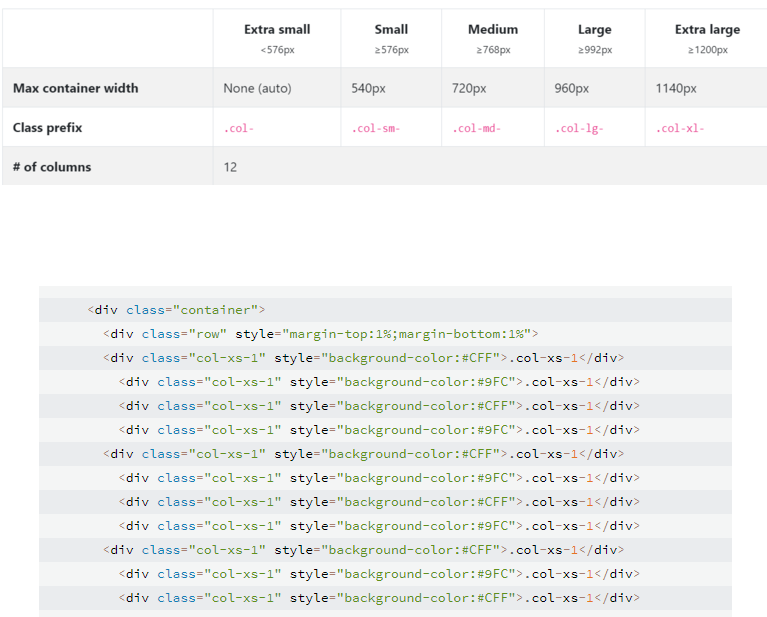 Extra small Small Medium Large Extra large
<576px ≥576px ≥768px ≥992px ≥1200px
Max container width None (auto) 540px 720px 960px 1140px
Class prefix .col- .col-sm- .col-md- .col-lg- .col-xl-
# of columns 12
<div class="container">
<div class="row" style="margin-top:1%;margin-bottom:1%">
<div class="col-xs-1" style="background-color:#CFF">.col-xs-1</div>
<div class="col-xs-1" style="background-color:#9FC">.col-xs-1</div>
<div class="col-xs-1" style="background-color:#CFF">.col-xs-1</div>
<div class="col-xs-1" style="background-color:#9FC">.col-xs-1</div>
<div class="col-xs-1" style="background-color:#CFF">.col-xs-1</div>
<div class="col-xs-1" style="background-color:#9FC">.col-xs-1</div>
<div class="col-xs-1" style="background-color:#CFF">.col-xs-1</div>
<div class="col-xs-1" style="background-color:#9FC">.col-xs-1</div>
<div class="col-xs-1" style="background-color:#CFF">.col-xs-1</div>
<div class="col-xs-1" style="background-color:#9FC">.col-xs-1</div>
<div class="col-xs-1" style="background-color:#CFF">.col-xs-1</div>